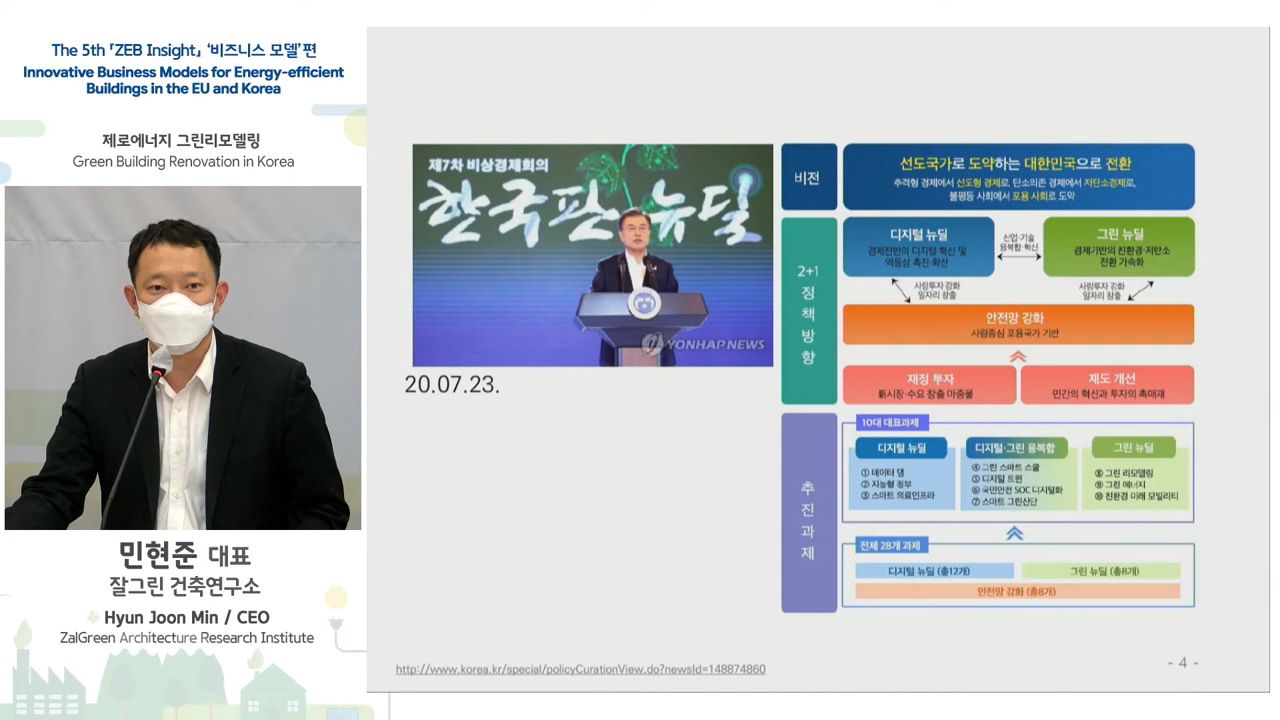 The 5th 「ZEB Insight」 ‘비즈니스 모델’편
Innovative Business Models for Energy-efficient
Buildings in the EU and Korea
제로에너지 그린리모델링
Green Building Renovation in Korea
민현준 대표
잘그린 건축연구소
Hyun Joon Min / CEO
ZalGreen Architecture Research Institute
제7차 비상경제회의
한국판 뉴딜
YONHAP NEWS
20.07.23.
비전
선도국가로 도약하는 대한민국으로 전환
추격형 경제에서 선도형 경제로, 탄소의존 경제에서 저탄소경제로,
불평등 사회에서 포용 사회로 도약
2+1
정
책
방
향
디지털 뉴딜
경제전반의 디지털 혁신 및
역동성 촉진·확산
산업·기술
융복합·혁신
그린 뉴딜
경제기반의 친환경·저탄소
전환 가속화
사람투자 강화
일자리 창출
사람투자 강화
일자리 창출
안전망 강화
사람중심 포용국가 기반
재정 투자
新시장·수요 창출 마중물
제도 개선
민간의 혁신과 투자의 촉매재
추
진
과
제
10대 대표과제
디지털 뉴딜
① 데이터 댐
② 지능형 정부
③ 스마트 의료인프라
디지털·그린 융복합
④ 그린 스마트 스쿨
⑤ 디지털 트윈
⑥ 국민안전 SOC 디지털화
⑦ 스마트 그린산단
그린 뉴딜
⑧ 그린 리모델링
⑨ 그린 에너지
⑩ 친환경 미래 모빌리티
전체 28개 과제
디지털 뉴딜 (총12개)
그린 뉴딜 (총8개)
안전망 강화 (총8개)
http://www.korea.kr/special/policyCurationView.do?newsId=148874860
- 4 -